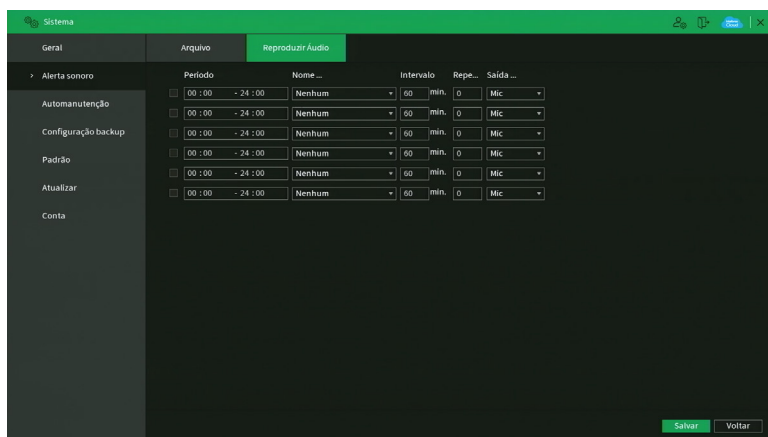 Sistema
Geral
Arquivo
Reproduzir Áudio
Alerta sonoro
Automanutenção
Configuração backup
Padrão
Atualizar
Conta
Período Nome ... Intervalo Repe... Saída ...
00 : 00 - 24 : 00 Nenhum 60 min. 0 Mic
00 : 00 - 24 : 00 Nenhum 60 min. 0 Mic
00 : 00 - 24 : 00 Nenhum 60 min. 0 Mic
00 : 00 - 24 : 00 Nenhum 60 min. 0 Mic
00 : 00 - 24 : 00 Nenhum 60 min. 0 Mic
00 : 00 - 24 : 00 Nenhum 60 min. 0 Mic
Salvar Voltar